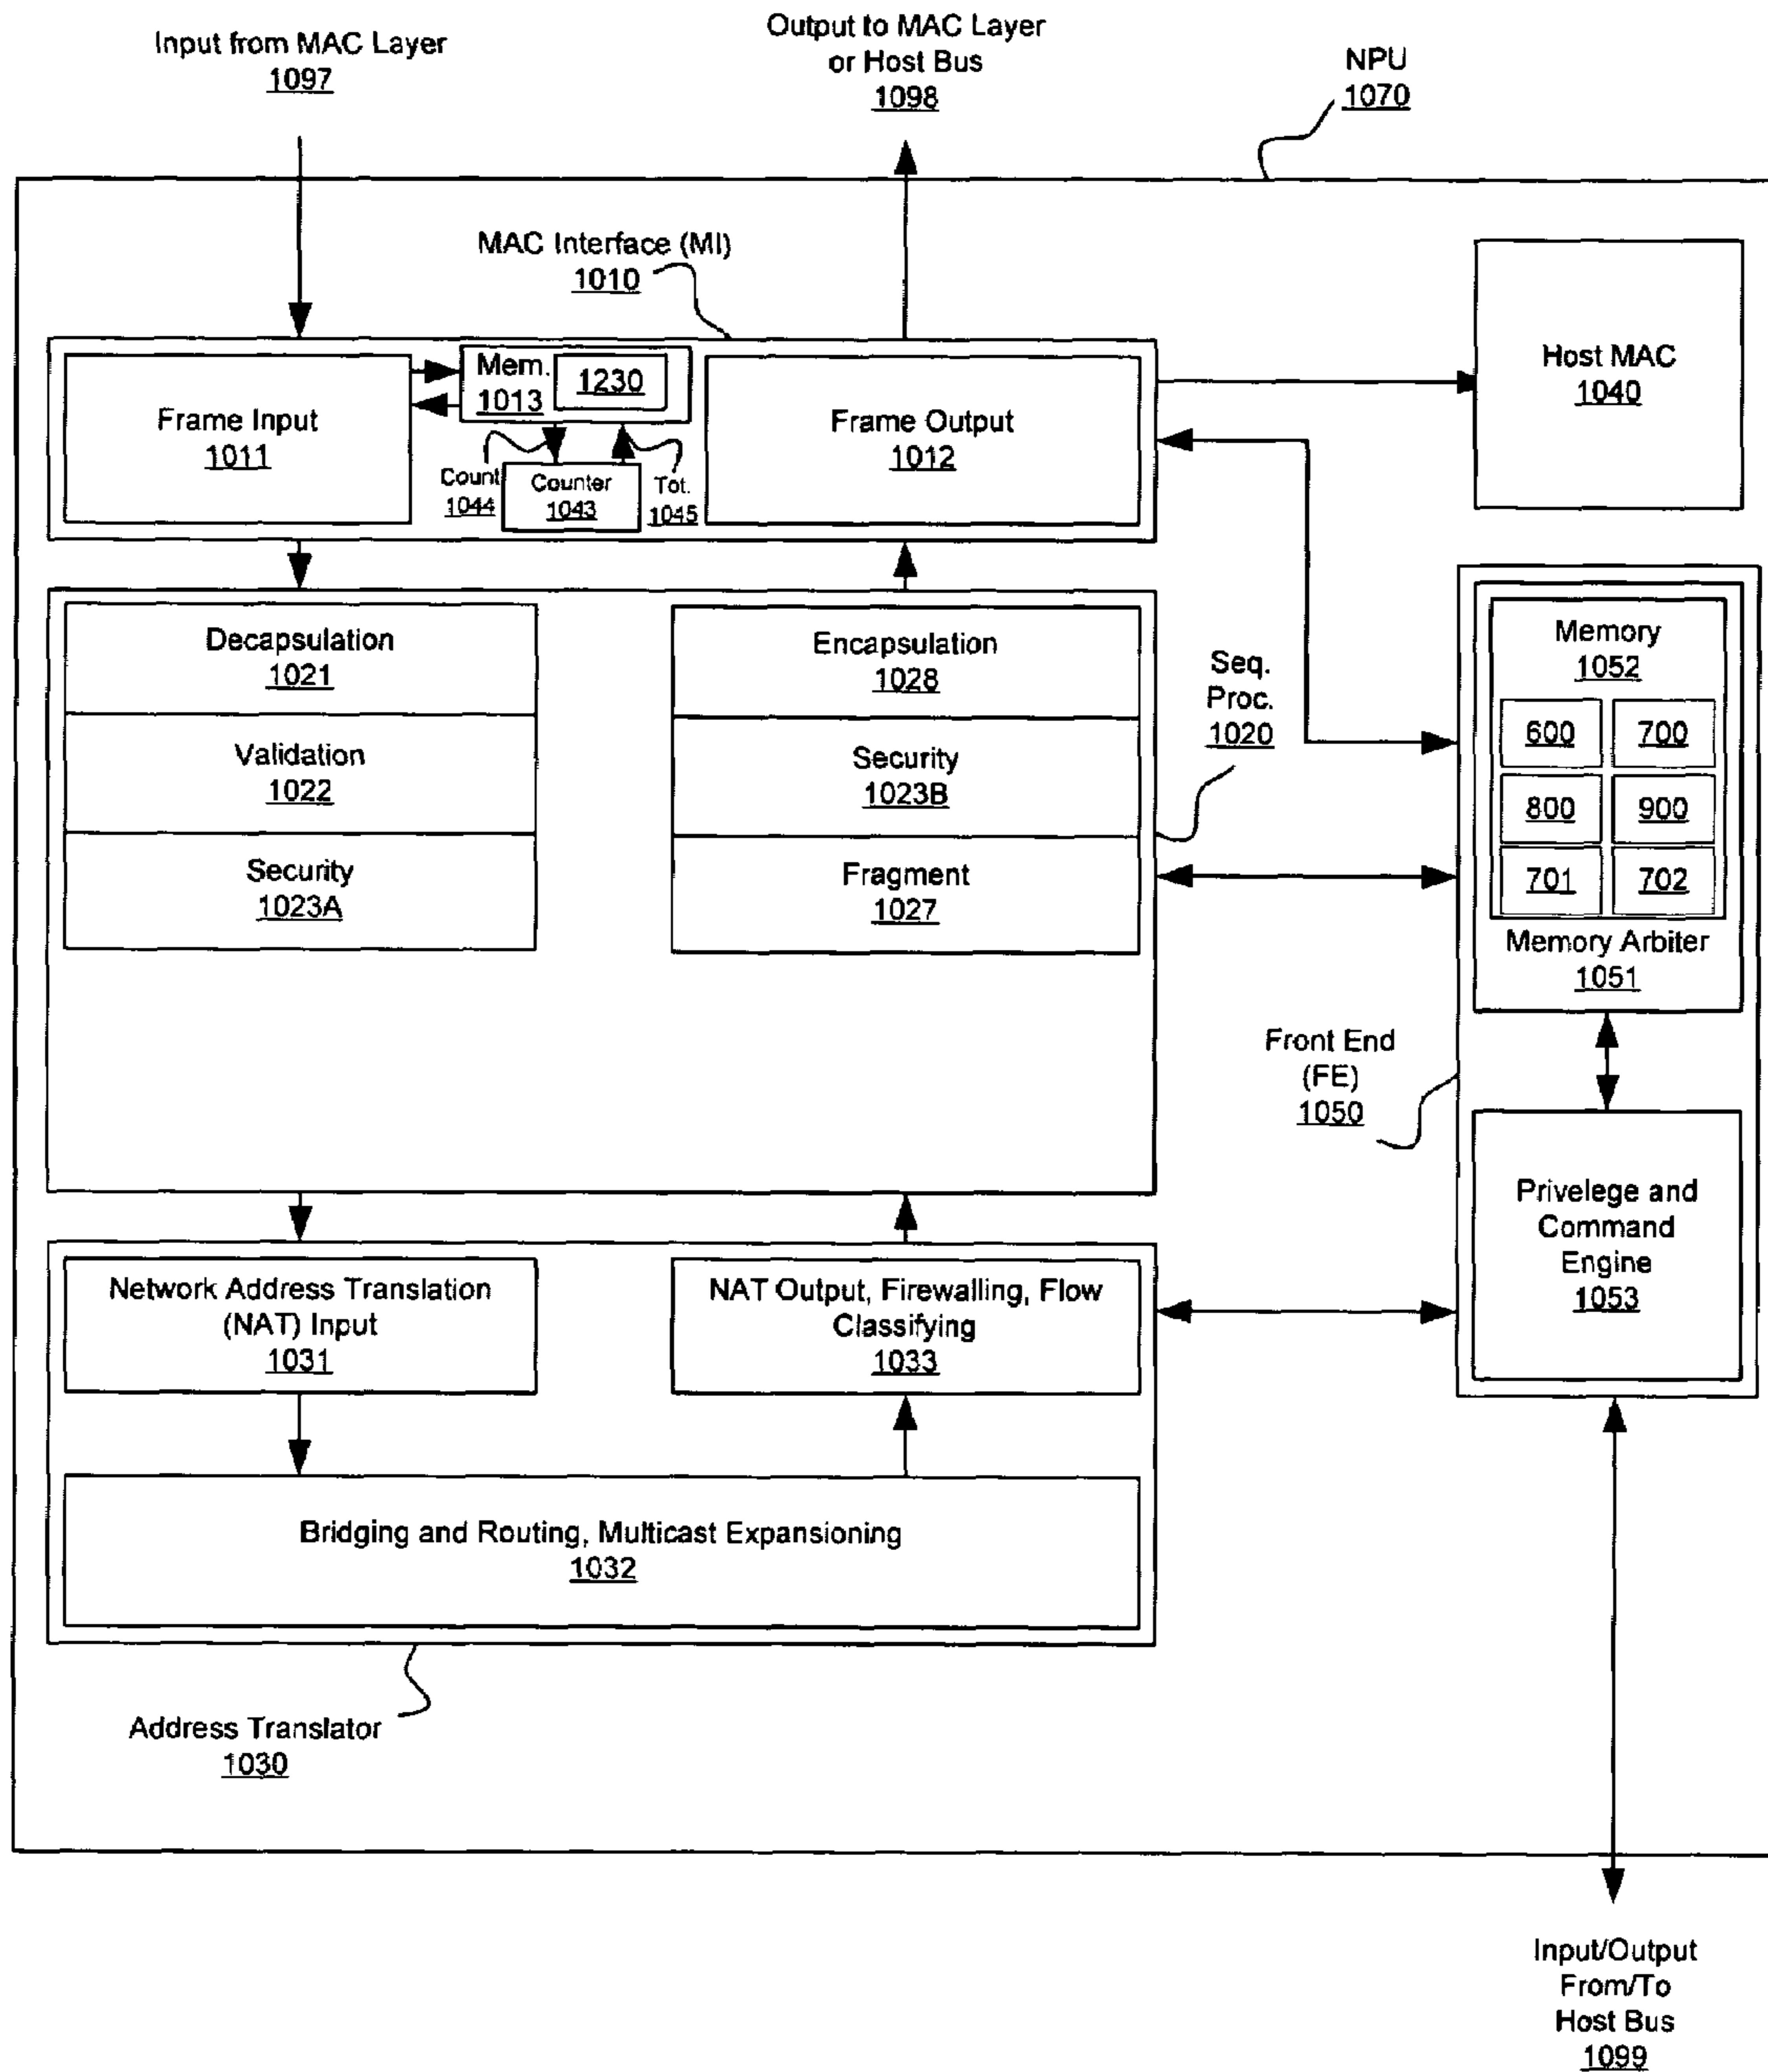 Input from MAC Layer
1097
Output to MAC Layer
or Host Bus
1098
NPU
1070
MAC Interface (MI)
1010
Frame Input
1011
Mem.
1013
1230
Count
1044
Counter
1043
Tot.
1045
Frame Output
1012
Host MAC
1040
Decapsulation
1021
Validation
1022
Security
1023A
Encapsulation
1028
Security
1023B
Fragment
1027
Seq.
Proc.
1020
Memory
1052
600
700
800
900
701
702
Memory Arbiter
1051
Front End
(FE)
1050
Privelege and
Command
Engine
1053
Network Address Translation
(NAT) Input
1031
NAT Output, Firewalling, Flow
Classifying
1033
Bridging and Routing, Multicast Expansioning
1032
Address Translator
1030
Input/Output
From/To
Host Bus
1099